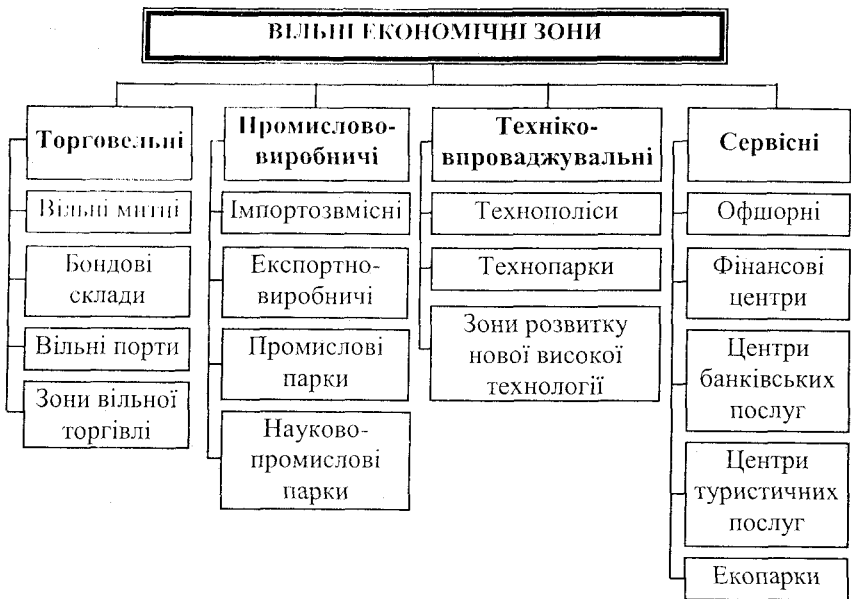 ВІЛЬНІ ЕКОНОМІЧНІ ЗОНИ
Торговельні
Вільні митні
Бондові
склади
Вільні порти
Зони вільної
торгівлі
Промислово-
виробничі
Імпортозвмісні
Експортно-
виробничі
Промислові
парки
Науково-
промислові
парки
Техніко-
впроваджувальні
Технополіси
Технопарки
Зони розвитку
нової високої
технології
Сервісні
Офшорні
Фінансові
центри
Центри
банківських
послуг
Центри
туристичних
послуг
Екопарки